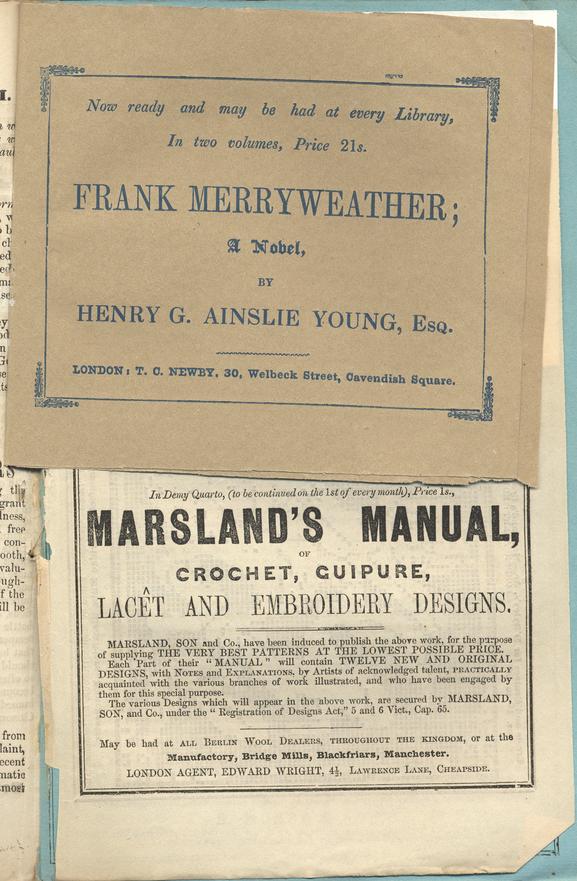 Now ready and may be had at every Library,
In two volumes, Price 21s.
FRANK MERRYWEATHER;
A Novel,
BY
HENRY G. AINSLIE YOUNG, Esq.
LONDON: T. C. NEWBY, 30, Welbeck Street, Cavendish Square.
In Demy Quarto, (to be continued on the 1st of every month), Price 1s.,
MARSLAND'S MANUAL,
OF
CROCHET, GUIPURE,
LACÊT AND EMBROIDERY DESIGNS.
MARSLAND, SON and Co., have been induced to publish the above work, for the purpose
of supplying THE VERY BEST PATTERNS AT THE LOWEST POSSIBLE PRICE.
Each Part of their "MANUAL" will contain TWELVE NEW AND ORIGINAL
DESIGNS, with Notes and Explanations, by Artists of acknowledged talent, PRACTICALLY
acquainted with the various branches of work illustrated, and who have been engaged by
them for this special purpose.
The various Designs which will appear in the above work, are secured by MARSLAND,
SON, and Co., under the "Registration of Designs Act," 5 and 6 Vict., Cap. 65.
May be had at ALL BERLIN WOOL DEALERS, THROUGHOUT THE KINGDOM, or at the
Manufactory, Bridge Mills, Blackfriars, Manchester.
LONDON AGENT, EDWARD WRIGHT, 4½, LAWRENCE LANE, CHEAPSIDE.
grant
free
con-
of the
ill be
from